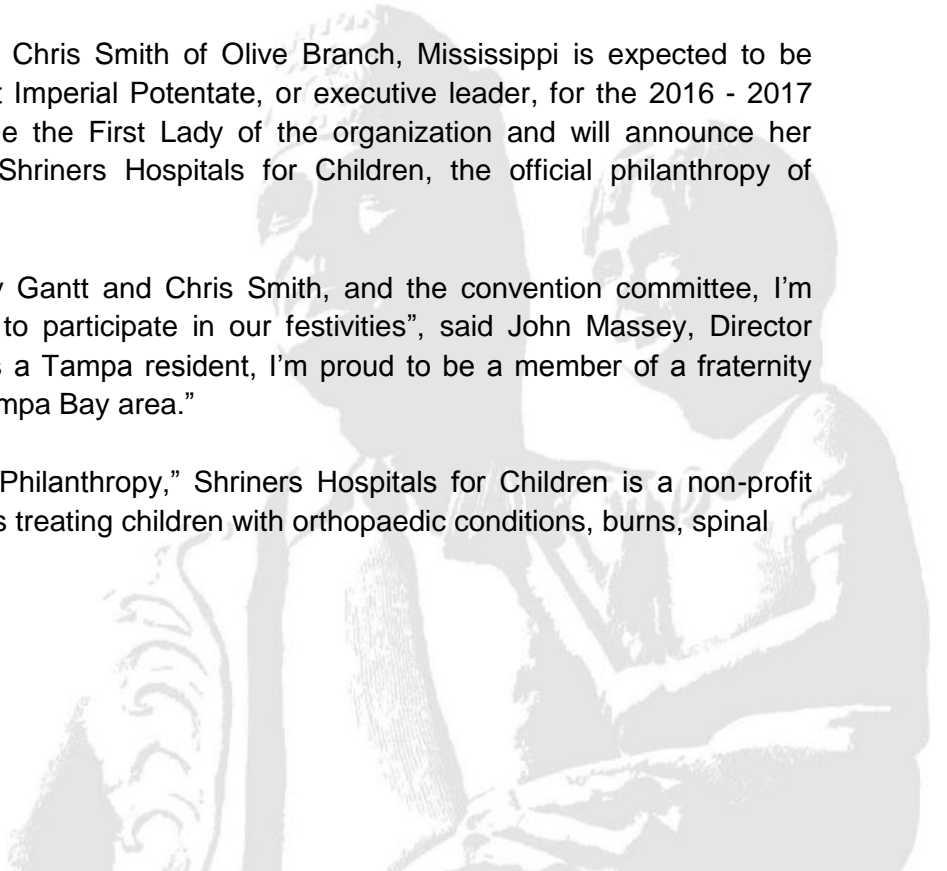 Chris Smith of Olive Branch, Mississippi is expected to be
Imperial Potentate, or executive leader, for the 2016 - 2017
the First Lady of the organization and will announce her
Shriners Hospitals for Children, the official philanthropy of
Gantt and Chris Smith, and the convention committee, I’m
to participate in our festivities”, said John Massey, Director
a Tampa resident, I’m proud to be a member of a fraternity
Bay area.”
Philanthropy,” Shriners Hospitals for Children is a non-profit
treating children with orthopaedic conditions, burns, spinal